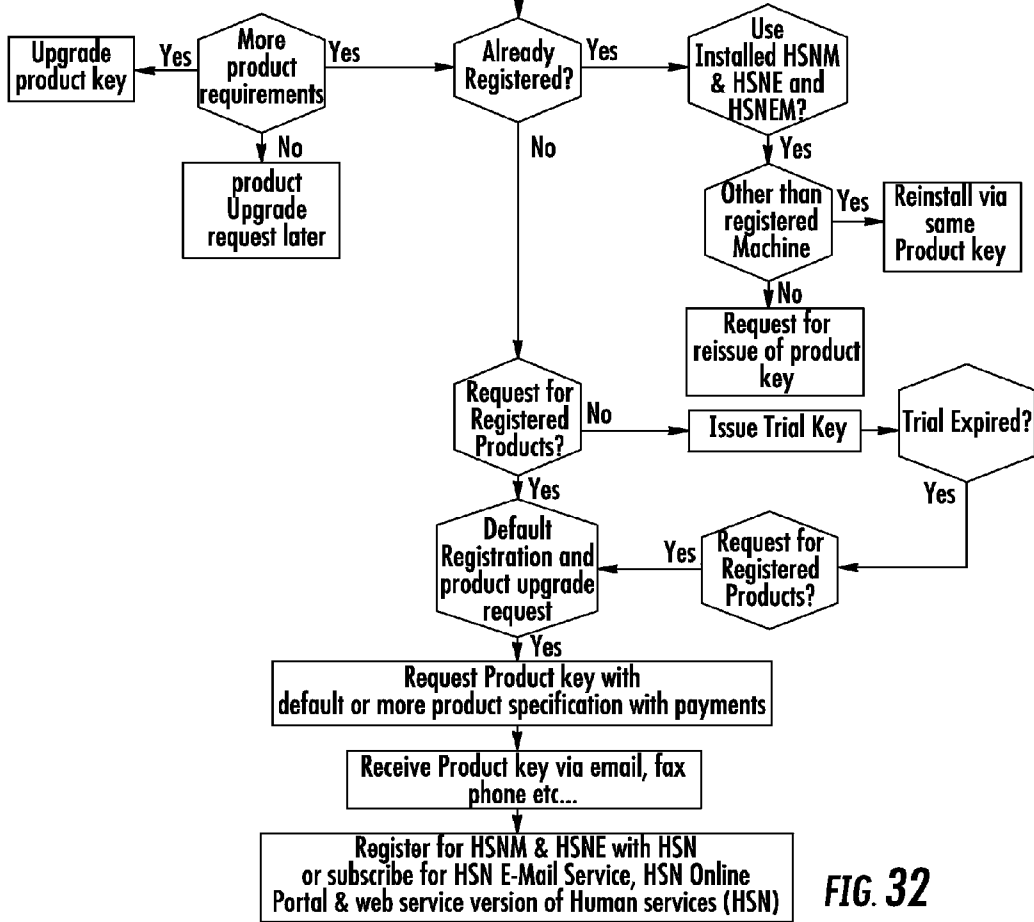 Upgrade
product key
Yes
More
product
requirements
Yes
No
product
Upgrade
request later
Already
Registered?
Yes
No
Use
Installed HSNM
& HSNE and
HSNEM?
Yes
Other than
registered
Machine
Yes
Reinstall via
same
Product key
No
Request for
reissue of product
key
Request for
Registered
Products?
No
Issue Trial Key
Trial Expired?
Yes
Yes
Default
Registration and
product upgrade
request
Yes
Request for
Registered
Products?
Yes
Request Product key with
default or more product specification with payments
Receive Product key via email, fax
phone etc...
Register for HSNM & HSNE with HSN
or subscribe for HSN E-Mail Service, HSN Online
Portal & web service version of Human services (HSN)
FIG. 32